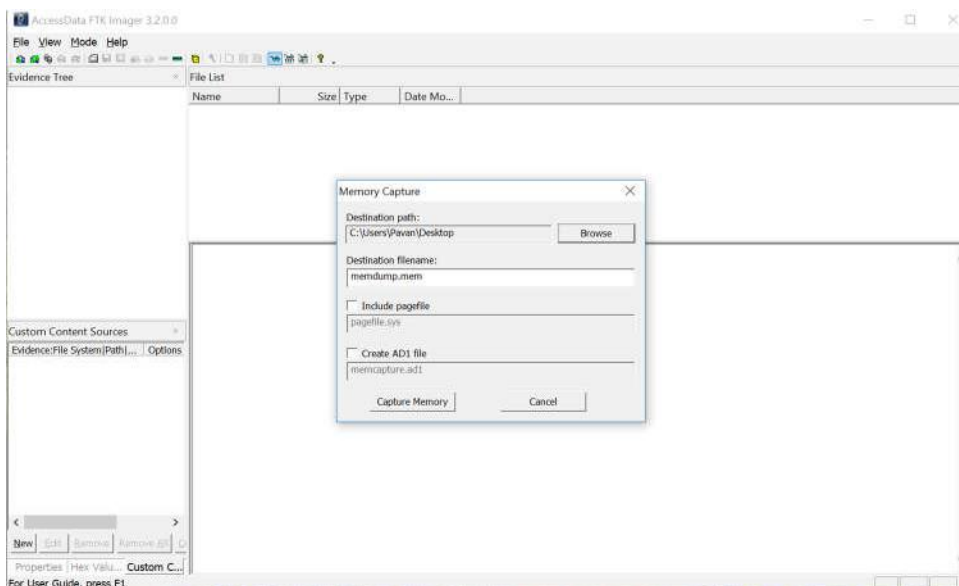 AccessData FTK Imager 3.2.0.0
File View Mode Help
Evidence Tree
File List
Name Size Type Date Mo...
Memory Capture
Destination path:
C:\Users\Pavan\Desktop
Browse
Destination filename:
memdump.mem
Include pagefile
pagefile.sys
Create AD1 file
memcapture.ad1
Capture Memory Cancel
Custom Content Sources
Evidence:File System|Path|... Options
New Edit Remove Remove All
Properties Hex Valu... Custom C...
For User Guide, press F1